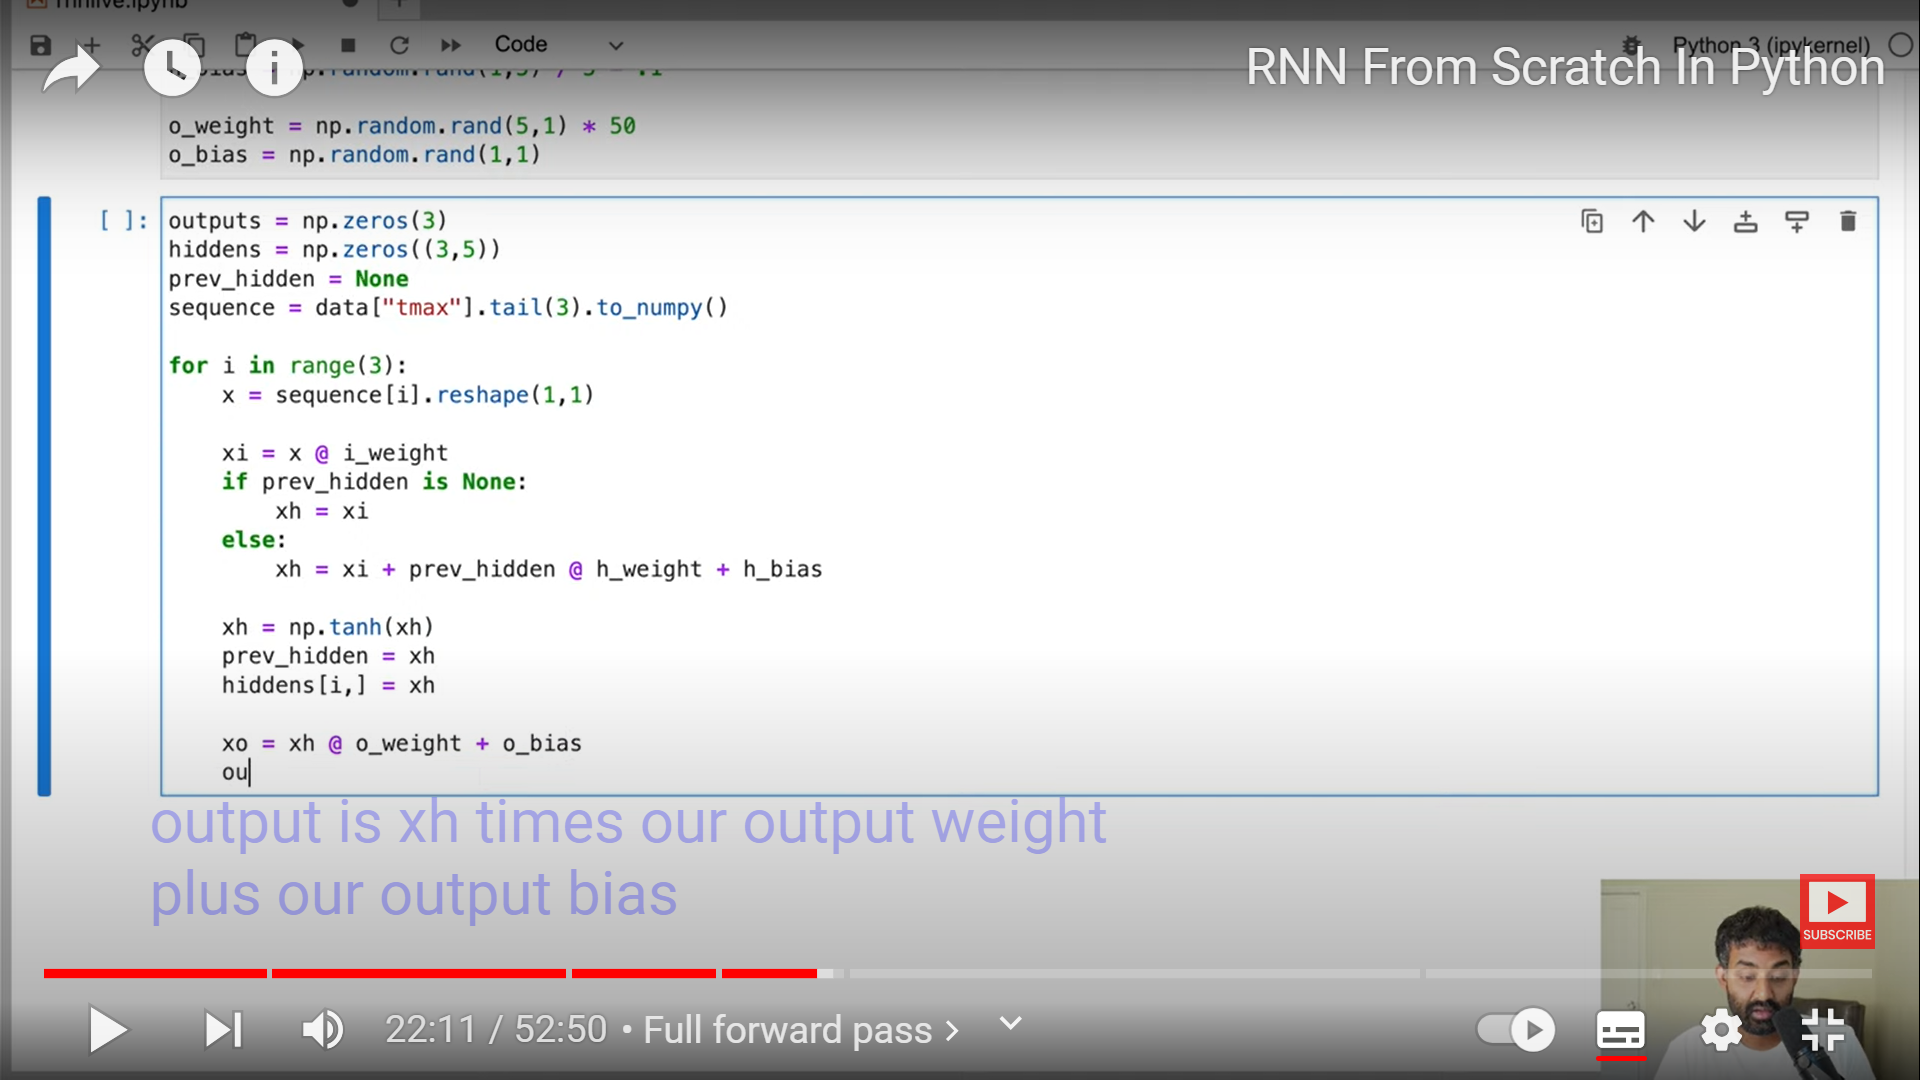 rnnlive.ipynb
Code
Python 3 (ipykernel)
RNN From Scratch In Python
o_weight = np.random.rand(5,1) * 50
o_bias = np.random.rand(1,1)
[ ]:
outputs = np.zeros(3)
hiddens = np.zeros((3,5))
prev_hidden = None
sequence = data["tmax"].tail(3).to_numpy()
for i in range(3):
x = sequence[i].reshape(1,1)
xi = x @ i_weight
if prev_hidden is None:
xh = xi
else:
xh = xi + prev_hidden @ h_weight + h_bias
xh = np.tanh(xh)
prev_hidden = xh
hiddens[i,] = xh
xo = xh @ o_weight + o_bias
ou
output is xh times our output weight
plus our output bias
SUBSCRIBE
22:11 / 52:50 • Full forward pass >